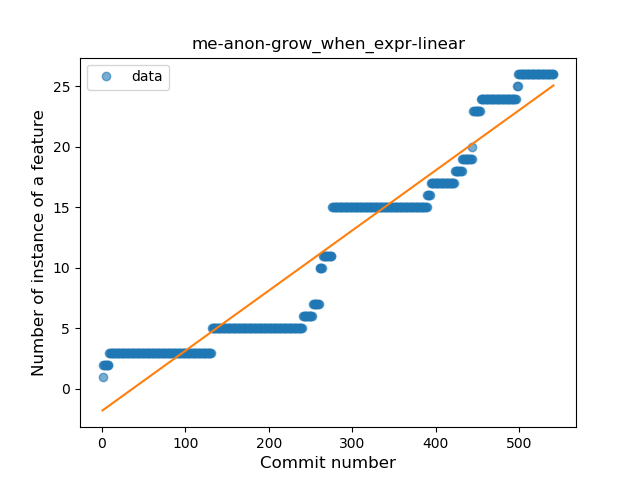 me-anon-grow_when_expr-linear
data
Number of instance of a feature
25
20
15
10
5
0
0 100 200 300 400 500
Commit number